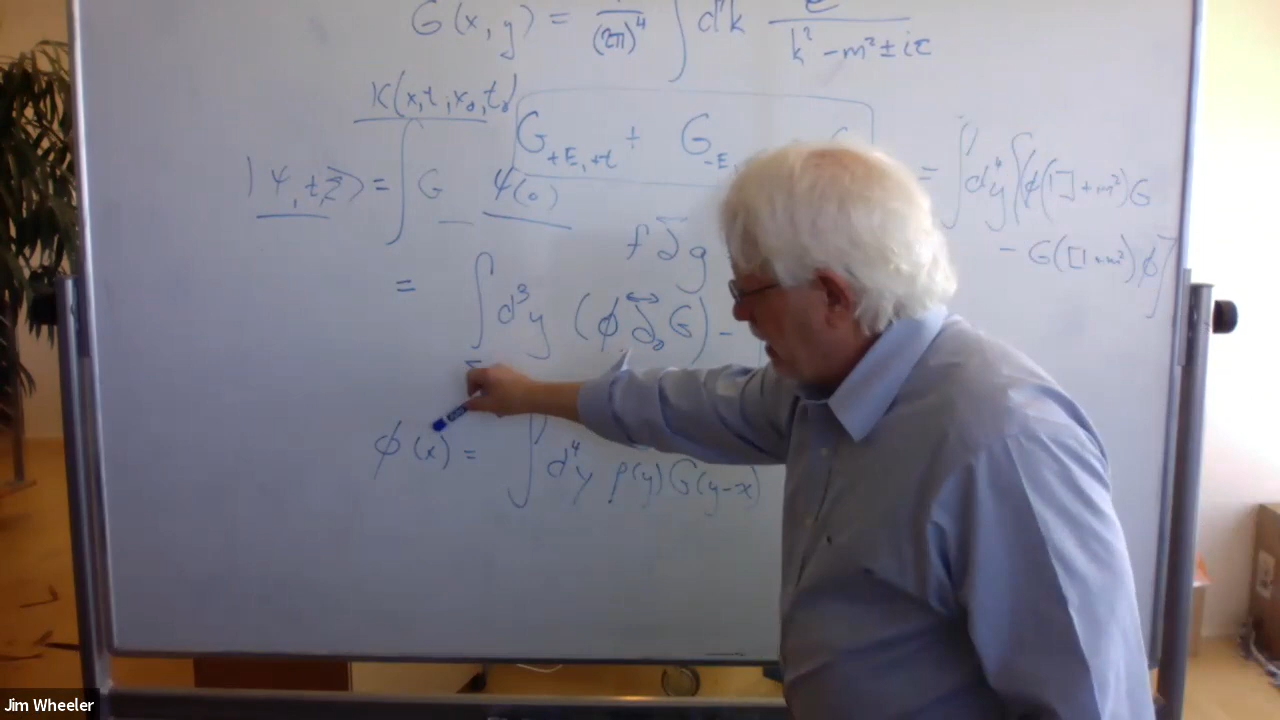 G(x,y) = 1/(2π)⁴ ∫ d⁴k e / k² - m² ± iε
K(x,t; x₀,t₀)
G₊E,₊t + G₋E,
|Ψ,t,> = ∫ G Ψ(0)
= ∫ d⁴y [ϕ(□ + m²)G
- G(□ + m²)ϕ]
f ∂ g
= ∫ d³y (ϕ ∂₀ G) -
ϕ(x) = ∫ d⁴y ρ(y) G(y-x)
Jim Wheeler